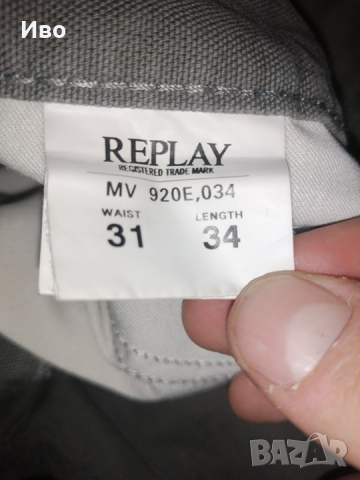 Иво
REPLAY
REGISTERED TRADE MARK
MV 920E,034
WAIST LENGTH
31 34
BAZAR